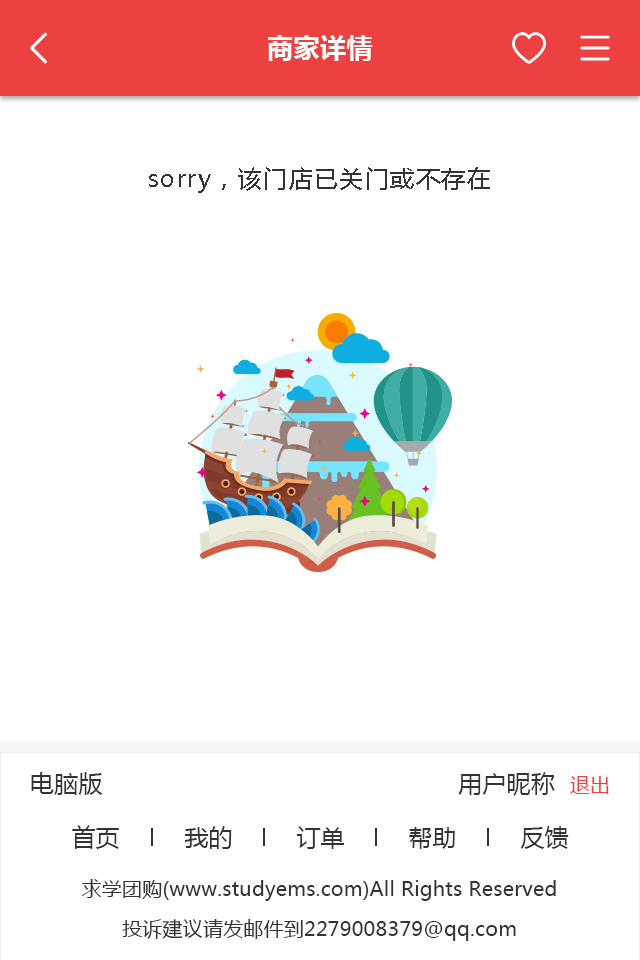 商家详情
sorry，该门店已关门或不存在
电脑版 用户昵称 退出
首页 | 我的 | 订单 | 帮助 | 反馈
求学团购(www.studyems.com)All Rights Reserved
投诉建议请发邮件到2279008379@qq.com